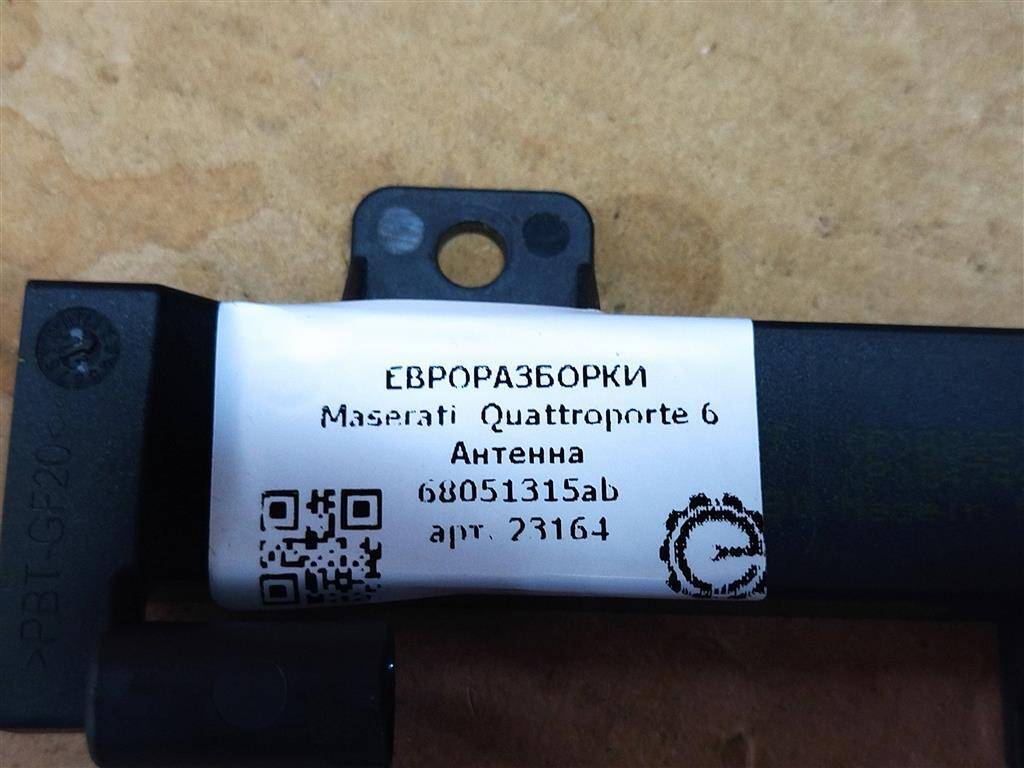 ЕВРОРАЗБОРКИ
Maserati Quattroporte 6
Антенна
68051315ab
арт. 23164
>PBT-GF20<